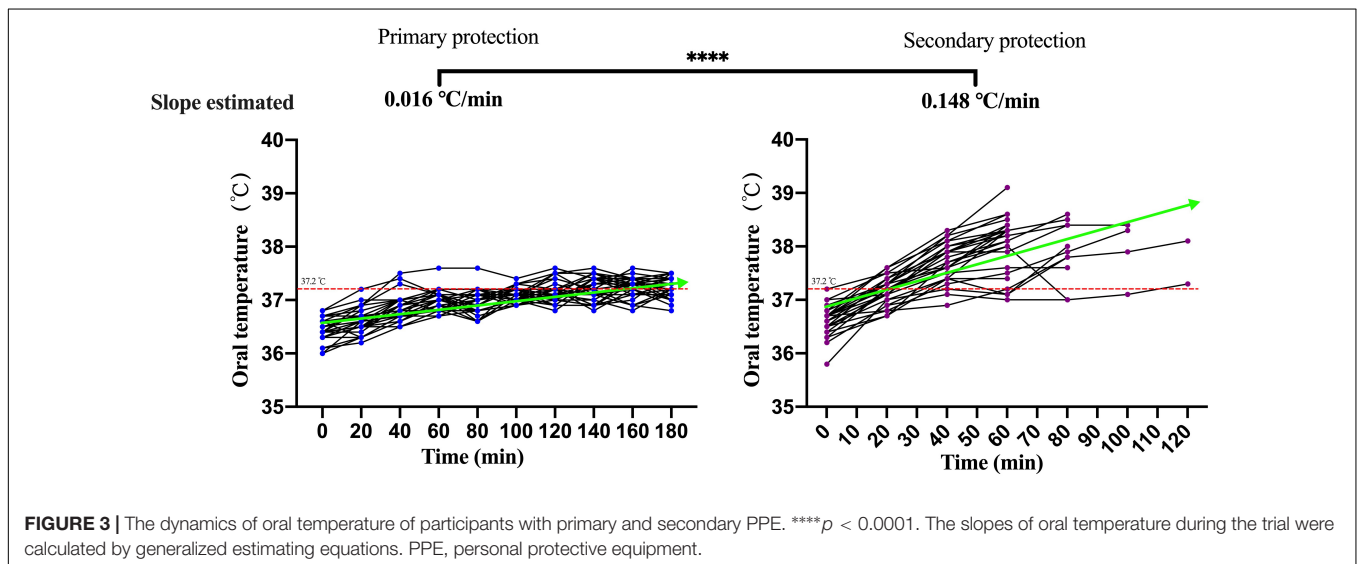 Primary protection
Secondary protection
****
Slope estimated
0.016 °C/min
0.148 °C/min
Oral temperature (°C)
40
39
38
37
36
35
37.2 °C
0 20 40 60 80 100 120 140 160 180
Time (min)
Oral temperature (°C)
40
39
38
37
36
35
37.2 °C
0 10 20 30 40 50 60 70 80 90 100 110 120
Time (min)
FIGURE 3 | The dynamics of oral temperature of participants with primary and secondary PPE. ****p < 0.0001. The slopes of oral temperature during the trial were
calculated by generalized estimating equations. PPE, personal protective equipment.